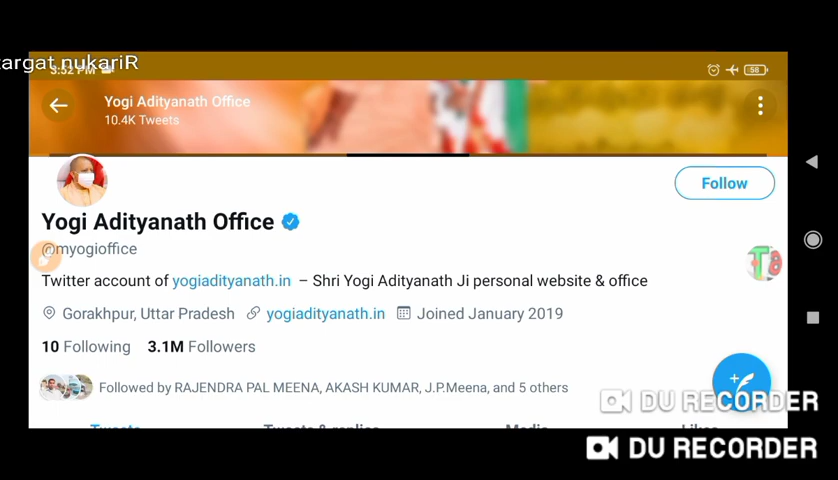 targat nukariR
3:52 PM
58
Yogi Adityanath Office
10.4K Tweets
Follow
Yogi Adityanath Office
@myogioffice
Twitter account of yogiadityanath.in – Shri Yogi Adityanath Ji personal website & office
Gorakhpur, Uttar Pradesh yogiadityanath.in Joined January 2019
10 Following 3.1M Followers
Followed by RAJENDRA PAL MEENA, AKASH KUMAR, J.P.Meena, and 5 others
DU RECORDER
Tweets Tweets & replies Media Likes
DU RECORDER